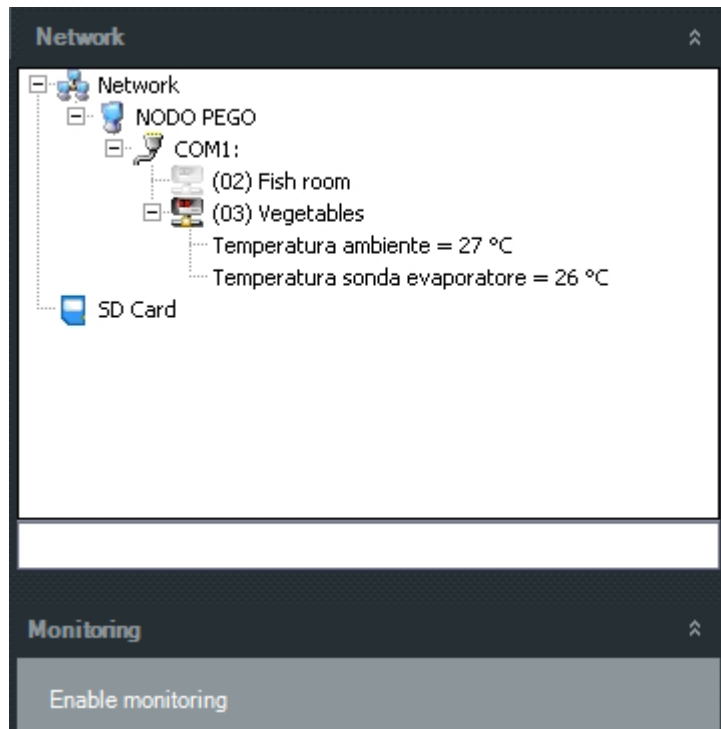 Network
Network
NODO PEGO
COM1:
(02) Fish room
(03) Vegetables
Temperatura ambiente = 27 °C
Temperatura sonda evaporatore = 26 °C
SD Card
Monitoring
Enable monitoring